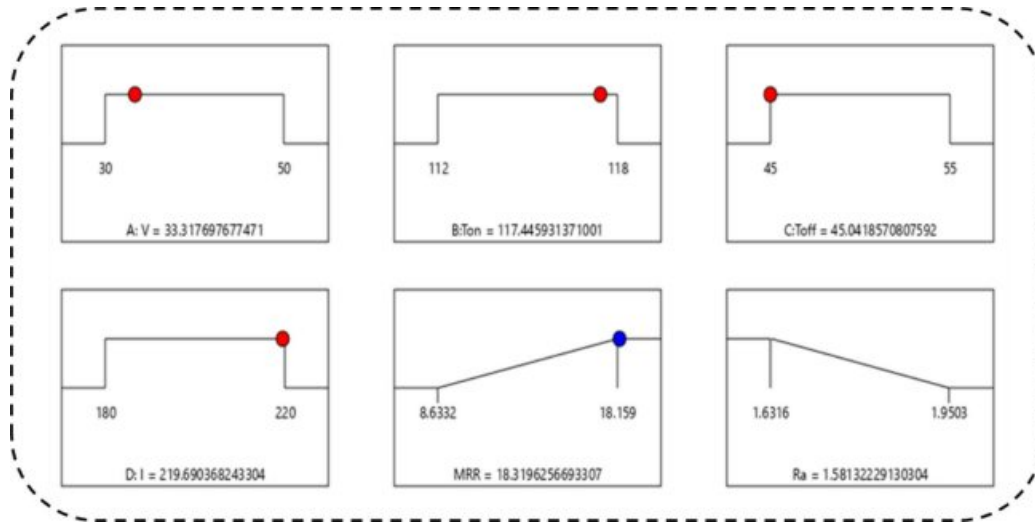 30 50
A: V = 33.317697677471
112 118
B:Ton = 117.445931371001
45 55
C:Toff = 45.0418570807592
180 220
D: I = 219.690368243304
8.6332 18.159
MRR = 18.3196256693307
1.6316 1.9503
Ra = 1.58132229130304